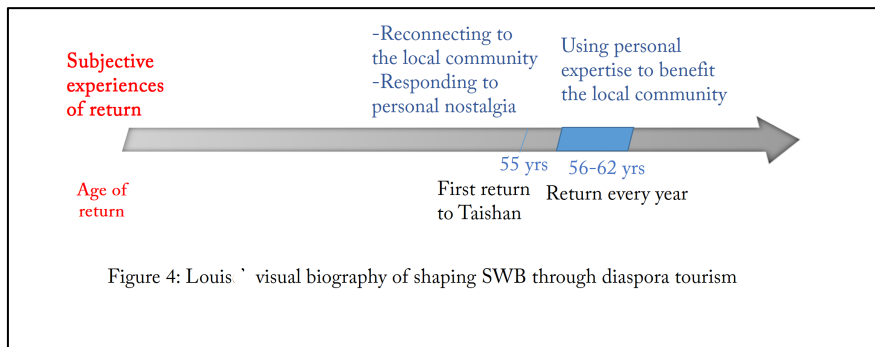 Subjective
experiences
of return
-Reconnecting to
the local community
-Responding to
personal nostalgia
Using personal
expertise to benefit
the local community
Age of
return
55 yrs
First return
to Taishan
56-62 yrs
Return every year
Figure 4: Louis' visual biography of shaping SWB through diaspora tourism